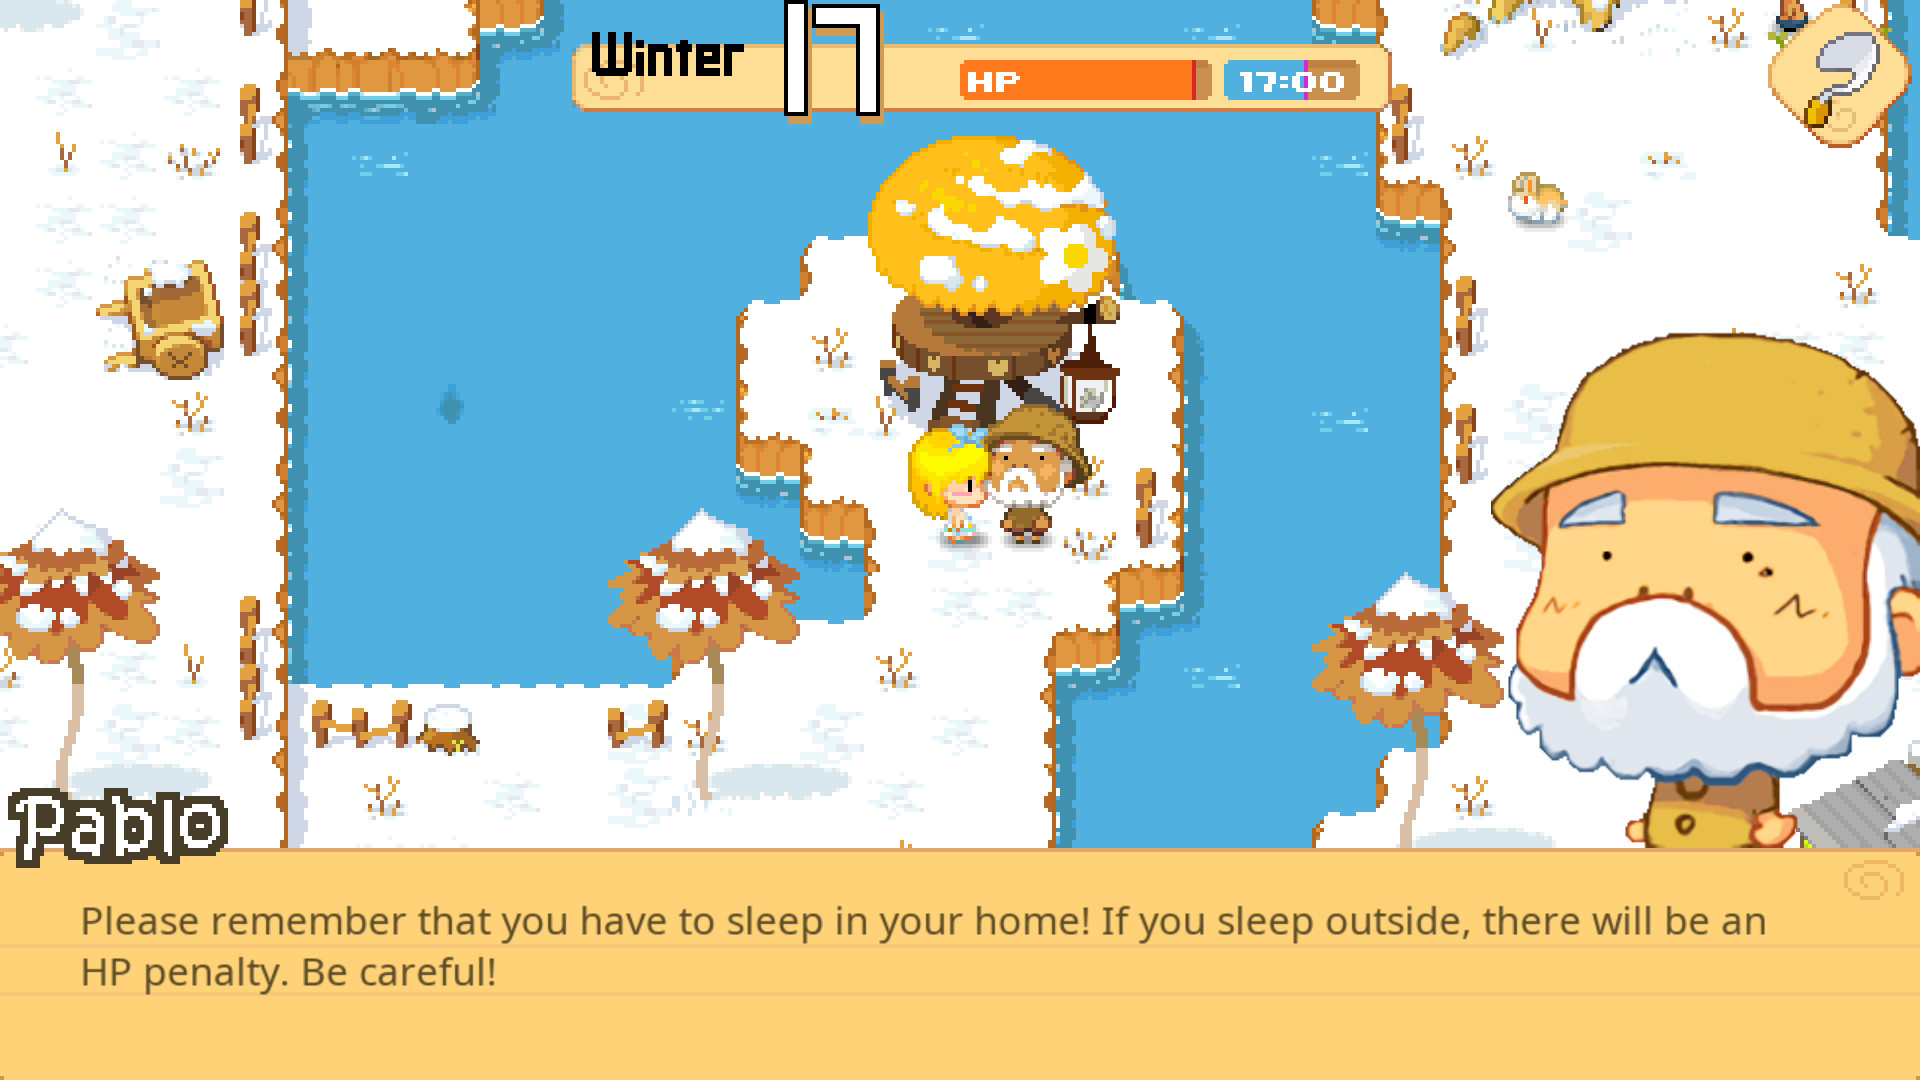 Winter 17
HP
17:00
Pablo
Please remember that you have to sleep in your home! If you sleep outside, there will be an
HP penalty. Be careful!